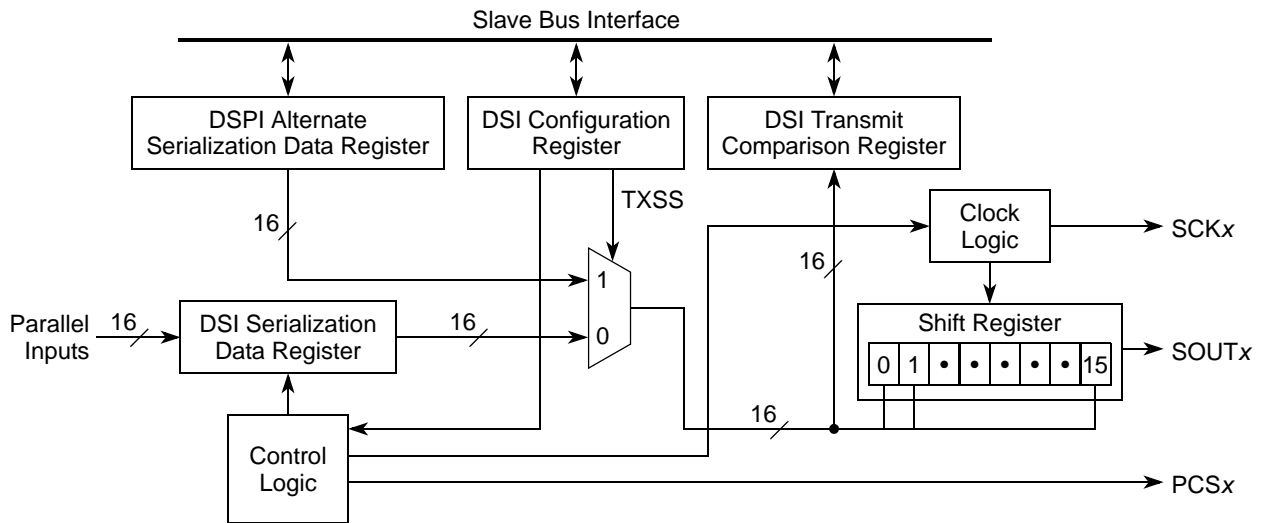 Slave Bus Interface
DSPI Alternate
Serialization Data Register
DSI Configuration
Register
DSI Transmit
Comparison Register
TXSS
16
Clock
Logic
SCKx
16
1
Parallel
Inputs
16
DSI Serialization
Data Register
16
0
Shift Register
0 1 • • • • • 15
SOUTx
16
Control
Logic
PCSx